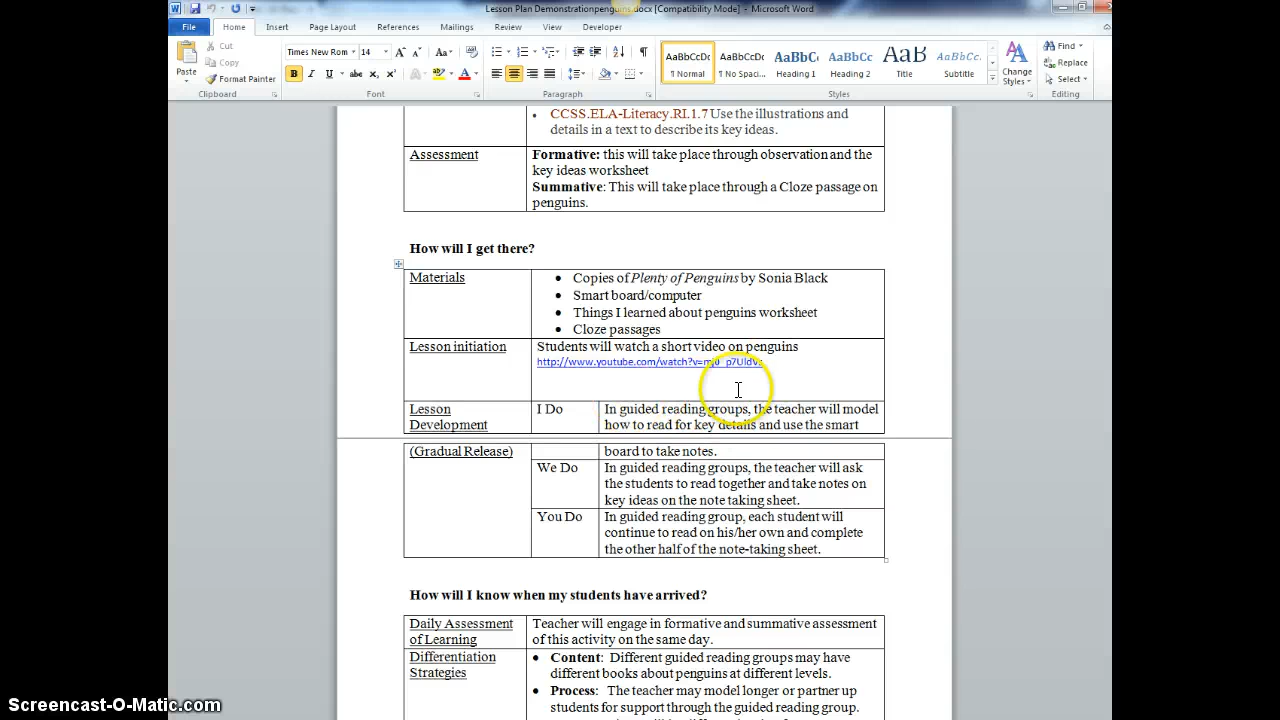 Lesson Plan Demonstrationpenguins.docx [Compatibility Mode] - Microsoft Word
File Home Insert Page Layout References Mailings Review View Developer
Paste
Cut
Copy
Format Painter
Clipboard
Times New Rom 14
Font
Paragraph
AaBbCcDc AaBbCcDc AaBbC AaBbCc AaB AaBbCc.
¶ Normal ¶ No Spaci... Heading 1 Heading 2 Title Subtitle
Change
Styles
Styles
Find
Replace
Select
Editing
• CCSS.ELA-Literacy.RI.1.7 Use the illustrations and
details in a text to describe its key ideas.
Assessment
Formative: this will take place through observation and the
key ideas worksheet
Summative: This will take place through a Cloze passage on
penguins.
How will I get there?
Materials
• Copies of Plenty of Penguins by Sonia Black
• Smart board/computer
• Things I learned about penguins worksheet
• Cloze passages
Lesson initiation
Students will watch a short video on penguins
Lesson
Development
I Do
In guided reading groups, the teacher will model
how to read for key details and use the smart
(Gradual Release)
board to take notes.
We Do
In guided reading groups, the teacher will ask
the students to read together and take notes on
key ideas on the note taking sheet.
You Do
In guided reading group, each student will
continue to read on his/her own and complete
the other half of the note-taking sheet.
How will I know when my students have arrived?
Daily Assessment
of Learning
Teacher will engage in formative and summative assessment
of this activity on the same day.
Differentiation
Strategies
• Content: Different guided reading groups may have
different books about penguins at different levels.
• Process: The teacher may model longer or partner up
students for support through the guided reading group.
Screencast-O-Matic.com